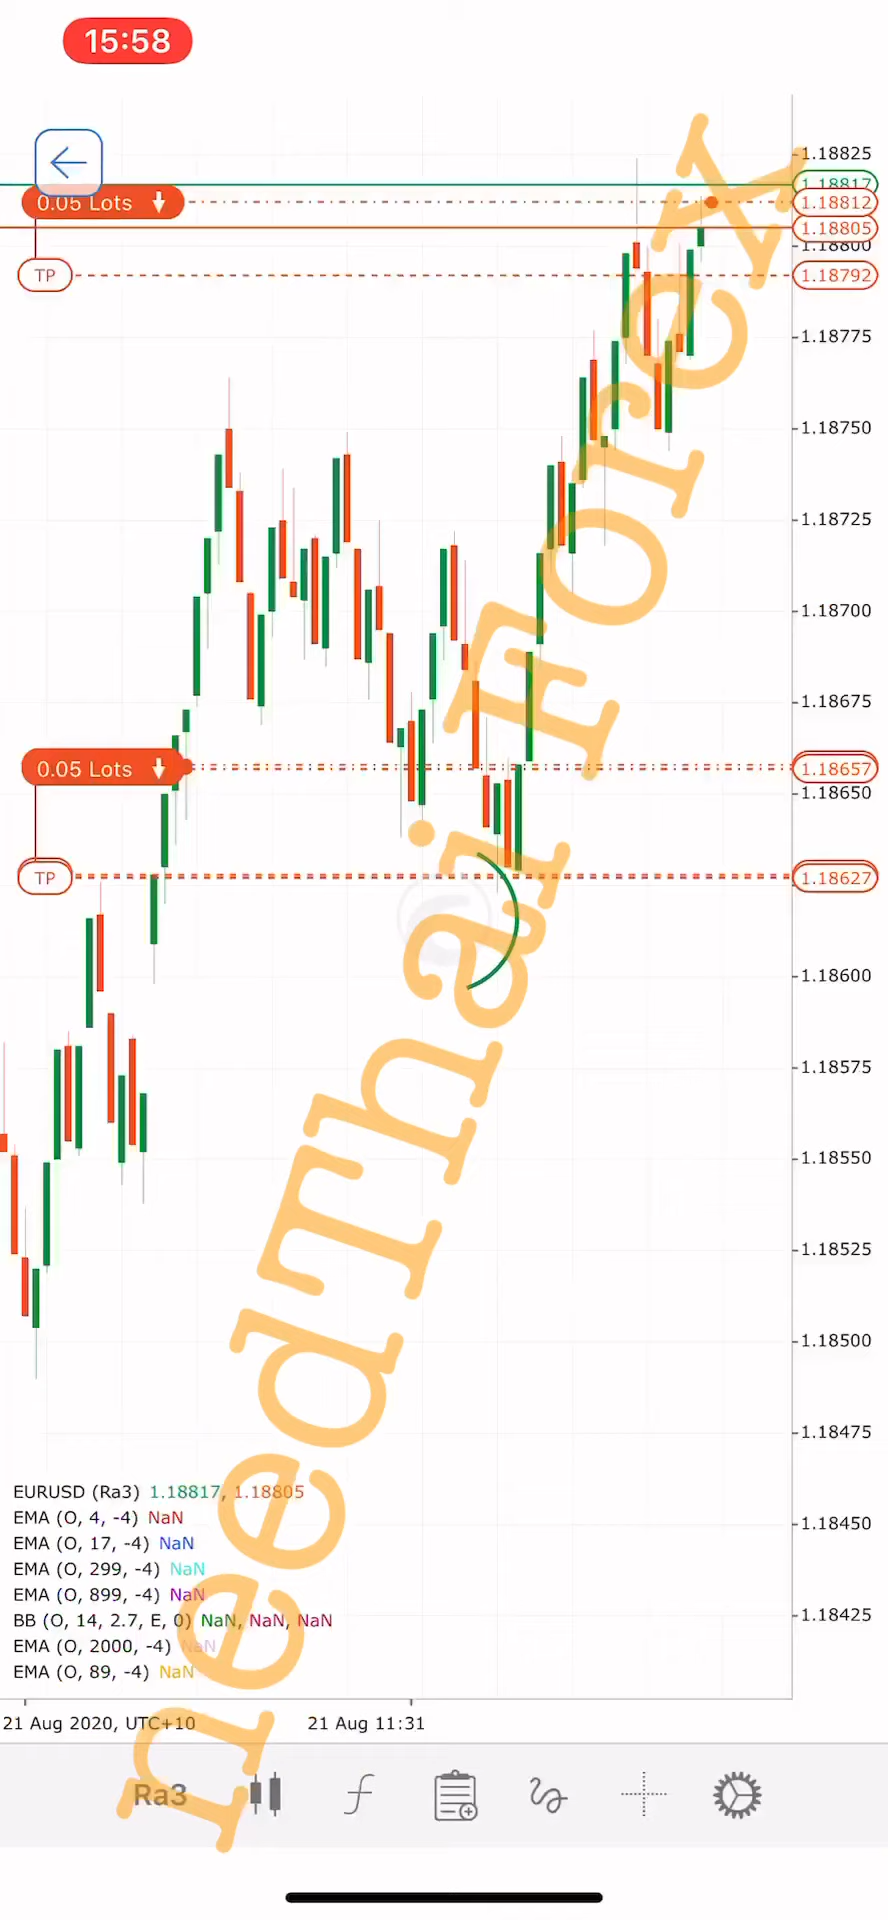 15:58
1.18825
1.18817
0.05 Lots
1.18812
1.18805
1.18800
TP
1.18792
1.18775
1.18750
1.18725
1.18700
1.18675
0.05 Lots
1.18657
1.18650
TP
1.18627
1.18600
1.18575
1.18550
1.18525
1.18500
1.18475
1.18450
1.18425
needThai Forex
EURUSD (Ra3) 1.18817, 1.18805
EMA (O, 4, -4) NaN
EMA (O, 17, -4) NaN
EMA (O, 299, -4) NaN
EMA (O, 899, -4) NaN
BB (O, 14, 2.7, E, 0) NaN, NaN, NaN
EMA (O, 2000, -4) NaN
EMA (O, 89, -4) NaN
21 Aug 2020, UTC+10
21 Aug 11:31
Ra3